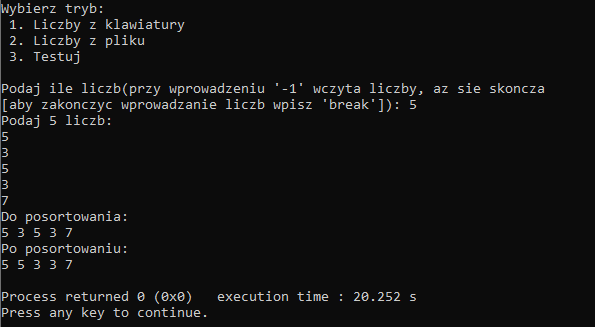 Wybierz tryb:
1. Liczby z klawiatury
2. Liczby z pliku
3. Testuj
Podaj ile liczb(przy wprowadzeniu '-1' wczyta liczby, az sie skoncza
[aby zakonczyc wprowadzanie liczb wpisz 'break']): 5
Podaj 5 liczb:
5
3
5
3
7
Do posortowania:
5 3 5 3 7
Po posortowaniu:
5 5 3 3 7
Process returned 0 (0x0)   execution time : 20.252 s
Press any key to continue.